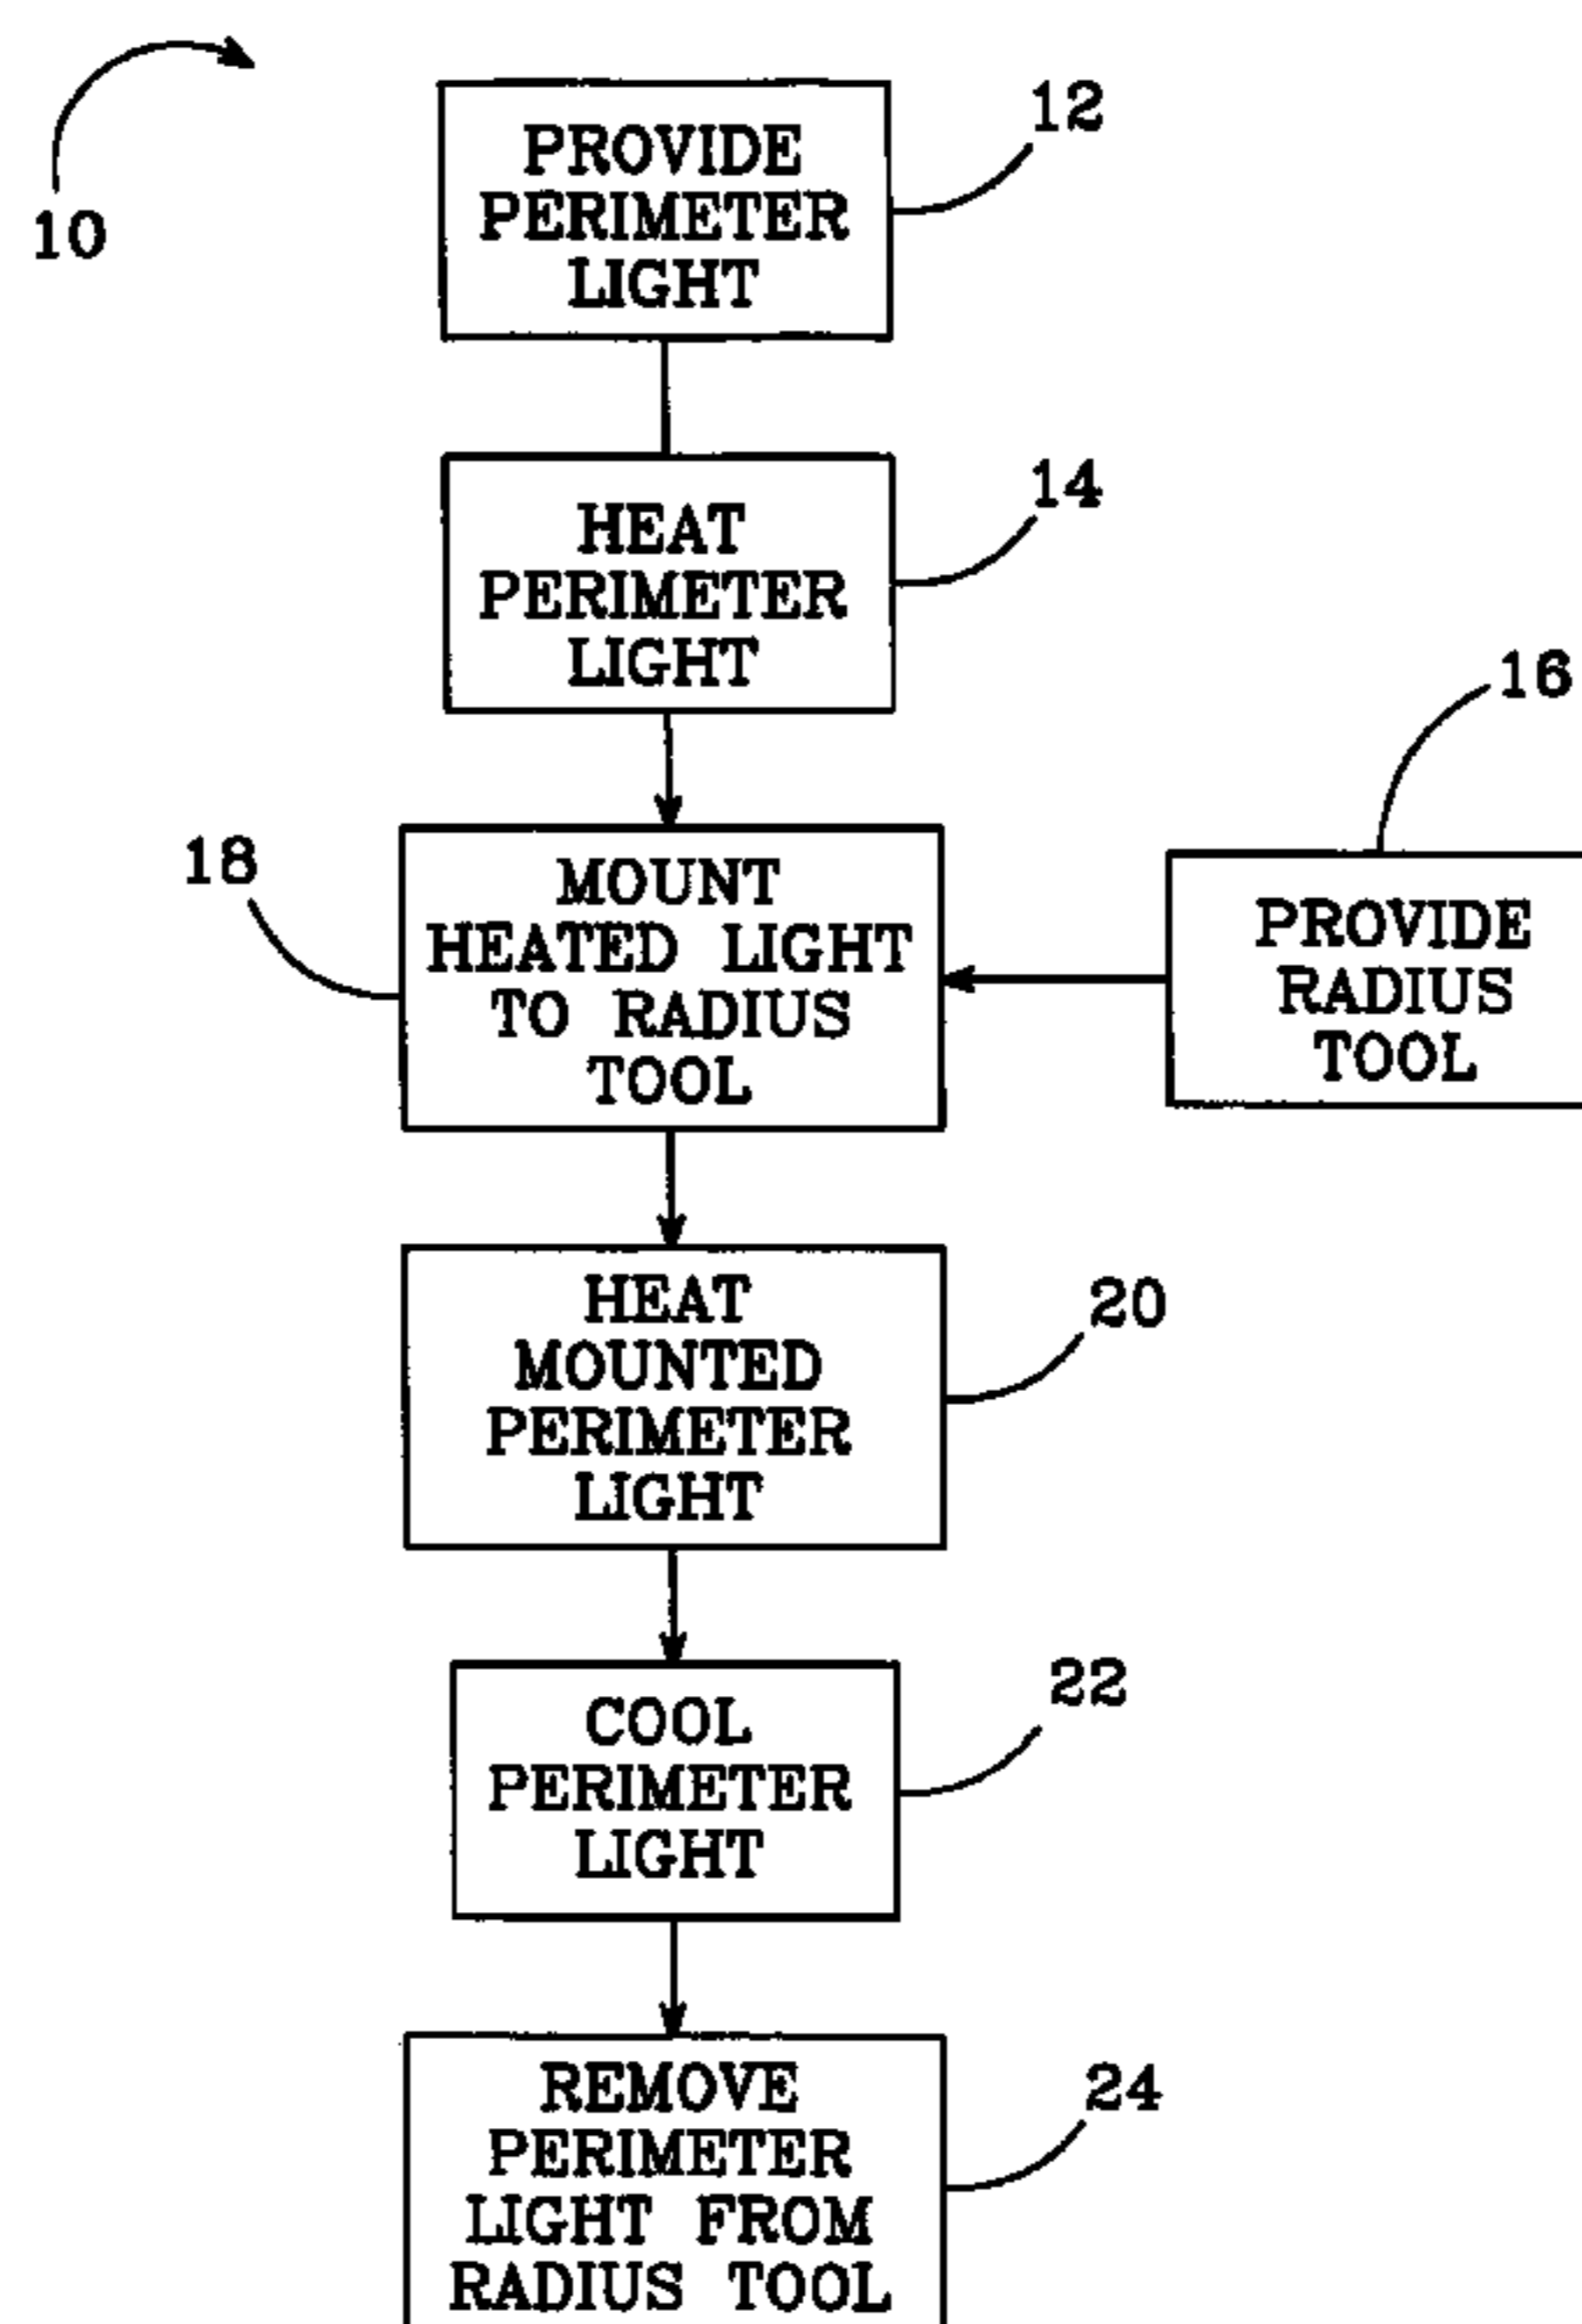 10
PROVIDE
PERIMETER
LIGHT
12
HEAT
PERIMETER
LIGHT
14
16
18
MOUNT
HEATED LIGHT
TO RADIUS
TOOL
PROVIDE
RADIUS
TOOL
HEAT
MOUNTED
PERIMETER
LIGHT
20
COOL
PERIMETER
LIGHT
22
REMOVE
PERIMETER
LIGHT FROM
RADIUS TOOL
24